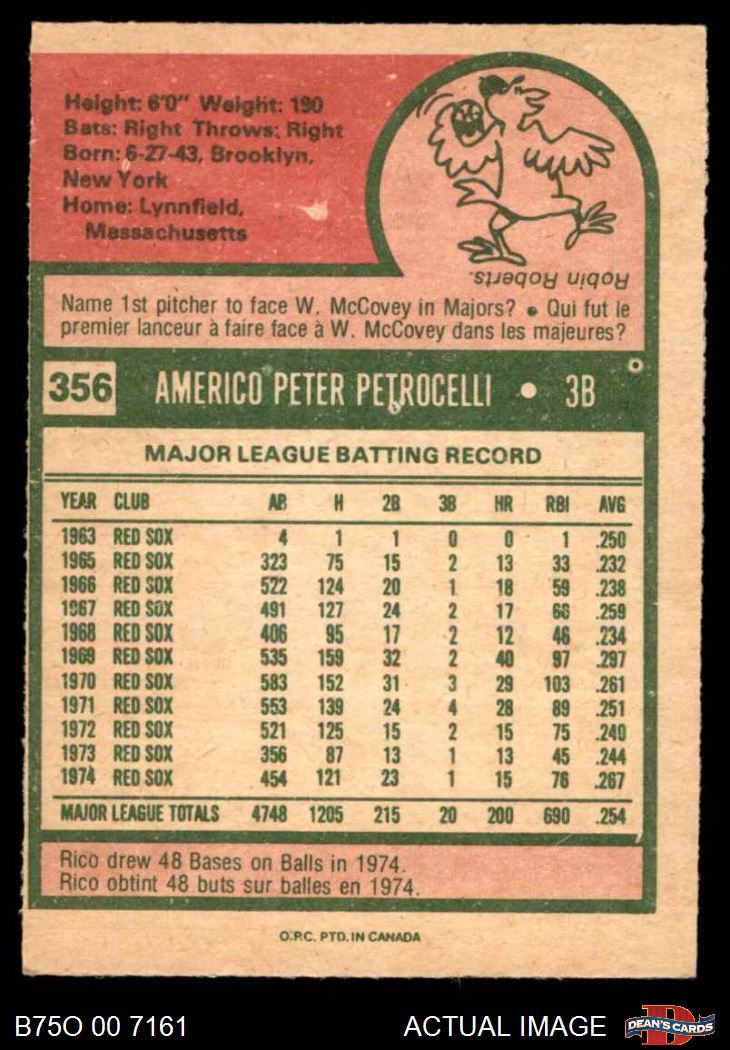 Height: 6'0" Weight: 190
Bats: Right Throws: Right
Born: 6-27-43, Brooklyn,
New York
Home: Lynnfield,
Massachusetts
Robin Roberts.
Name 1st pitcher to face W. McCovey in Majors? • Qui fut le
premier lanceur à faire face à W. McCovey dans les majeures?
356 AMERICO PETER PETROCELLI • 3B
MAJOR LEAGUE BATTING RECORD
YEAR CLUB AB H 2B 3B HR RBI AVG
1963 RED SOX 4 1 1 0 0 1 .250
1965 RED SOX 323 75 15 2 13 33 .232
1966 RED SOX 522 124 20 1 18 59 .238
1967 RED SOX 491 127 24 2 17 66 .259
1968 RED SOX 406 95 17 2 12 46 .234
1969 RED SOX 535 159 32 2 40 97 .297
1970 RED SOX 583 152 31 3 29 103 .261
1971 RED SOX 553 139 24 4 28 89 .251
1972 RED SOX 521 125 15 2 15 75 .240
1973 RED SOX 356 87 13 1 13 45 .244
1974 RED SOX 454 121 23 1 15 76 .267
MAJOR LEAGUE TOTALS 4748 1205 215 20 200 690 .254
Rico drew 48 Bases on Balls in 1974.
Rico obtint 48 buts sur balles en 1974.
O.P.C. PTD. IN CANADA
B75O 00 7161 ACTUAL IMAGE DEAN'S CARDS